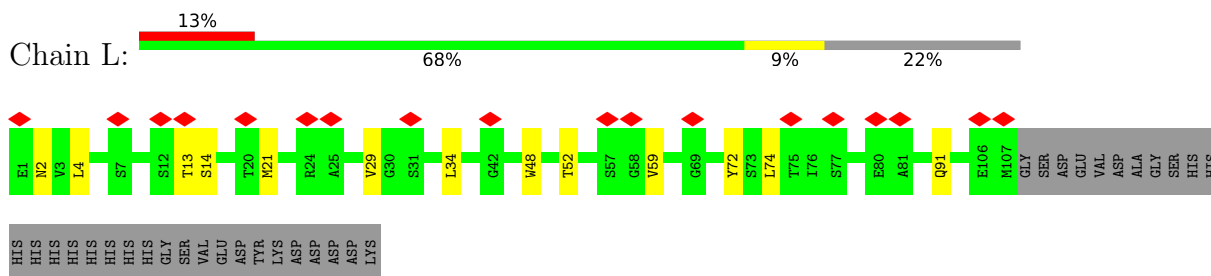 13%
Chain L:
68% 9% 22%
E1 N2 V3 L4 S7 S12 T13 S14 T20 M21 R24 A25 V29 G30 S31 L34 G42 W48 T52 S57 G58 V59 G69 Y72 S73 L74 T75 I76 S77 E80 A81 Q91 E106 M107 GLY SER ASP GLU VAL ASP ALA GLY SER HIS HIS
HIS HIS HIS HIS HIS HIS HIS GLY SER VAL GLU ASP TYR LYS ASP ASP ASP ASP LYS